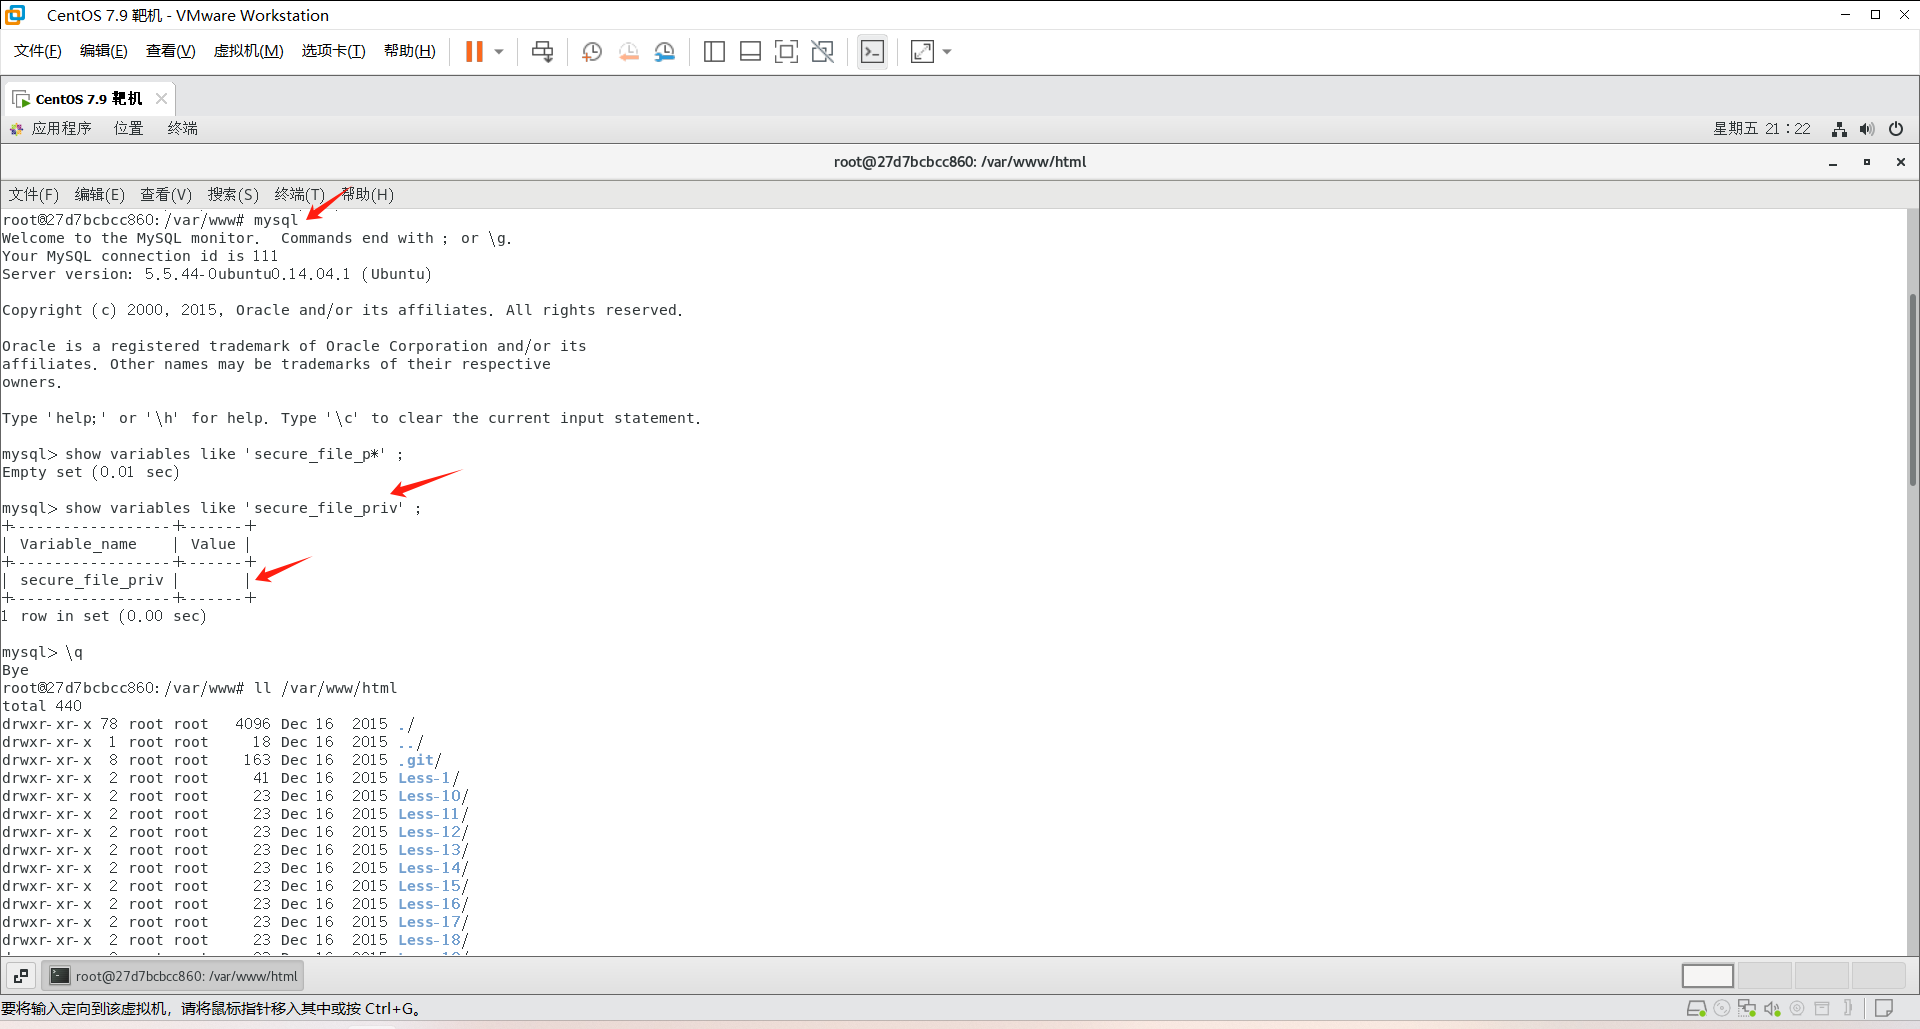 CentOS 7.9 靶机 - VMware Workstation
文件(F) 编辑(E) 查看(V) 虚拟机(M) 选项卡(T) 帮助(H)
CentOS 7.9 靶机
应用程序 位置 终端 星期五 21：22
root@27d7bcbcc860: /var/www/html
文件(F) 编辑(E) 查看(V) 搜索(S) 终端(T) 帮助(H)
root@27d7bcbcc860:/var/www# mysql
Welcome to the MySQL monitor.  Commands end with ; or \g.
Your MySQL connection id is 111
Server version: 5.5.44-0ubuntu0.14.04.1 (Ubuntu)
Copyright (c) 2000, 2015, Oracle and/or its affiliates. All rights reserved.
Oracle is a registered trademark of Oracle Corporation and/or its
affiliates. Other names may be trademarks of their respective
owners.
Type 'help;' or '\h' for help. Type '\c' to clear the current input statement.
mysql> show variables like 'secure_file_p*' ;
Empty set (0.01 sec)
mysql> show variables like 'secure_file_priv' ;
+------------------+-------+
| Variable_name    | Value |
+------------------+-------+
| secure_file_priv |       |
+------------------+-------+
1 row in set (0.00 sec)
mysql> \q
Bye
root@27d7bcbcc860:/var/www# ll /var/www/html
total 440
drwxr-xr-x 78 root root   4096 Dec 16  2015 ./
drwxr-xr-x  1 root root     18 Dec 16  2015 ../
drwxr-xr-x  8 root root    163 Dec 16  2015 .git/
drwxr-xr-x  2 root root     41 Dec 16  2015 Less-1/
drwxr-xr-x  2 root root     23 Dec 16  2015 Less-10/
drwxr-xr-x  2 root root     23 Dec 16  2015 Less-11/
drwxr-xr-x  2 root root     23 Dec 16  2015 Less-12/
drwxr-xr-x  2 root root     23 Dec 16  2015 Less-13/
drwxr-xr-x  2 root root     23 Dec 16  2015 Less-14/
drwxr-xr-x  2 root root     23 Dec 16  2015 Less-15/
drwxr-xr-x  2 root root     23 Dec 16  2015 Less-16/
drwxr-xr-x  2 root root     23 Dec 16  2015 Less-17/
drwxr-xr-x  2 root root     23 Dec 16  2015 Less-18/
root@27d7bcbcc860: /var/www/html
要将输入定向到该虚拟机，请将鼠标指针移入其中或按 Ctrl+G。